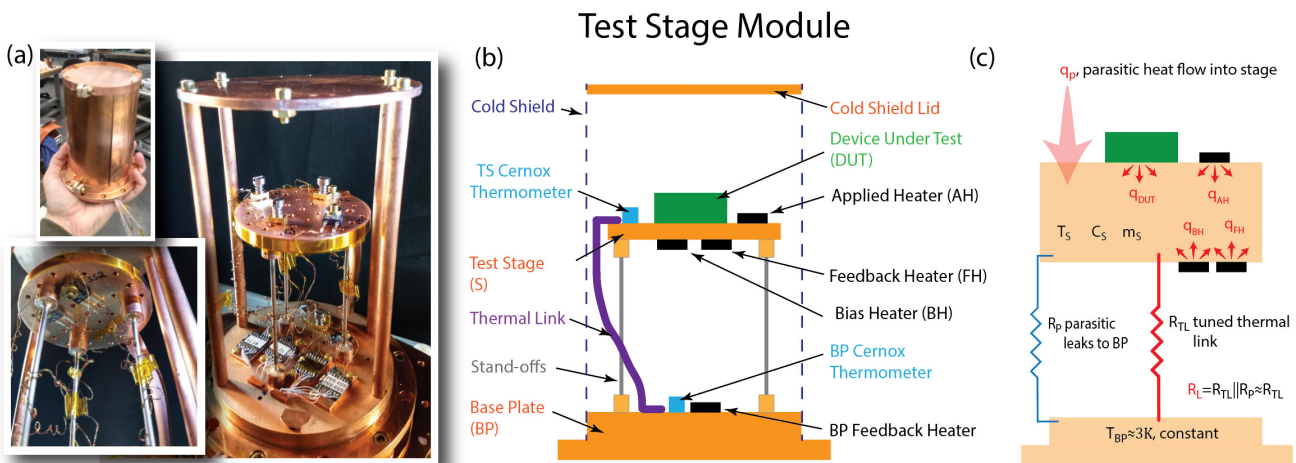 Test Stage Module
(a)
(b)
Cold Shield
Cold Shield Lid
Device Under Test
(DUT)
TS Cernox
Thermometer
Applied Heater (AH)
Test Stage
(S)
Feedback Heater (FH)
Thermal Link
Bias Heater (BH)
Stand-offs
BP Cernox
Thermometer
Base Plate
(BP)
BP Feedback Heater
(c)
qp, parasitic heat flow into stage
qDUT
qAH
qBH
qFH
TS CS mS
RP parasitic
leaks to BP
RTL tuned thermal
link
RL=RTL||RP≈RTL
TBP≈3K, constant